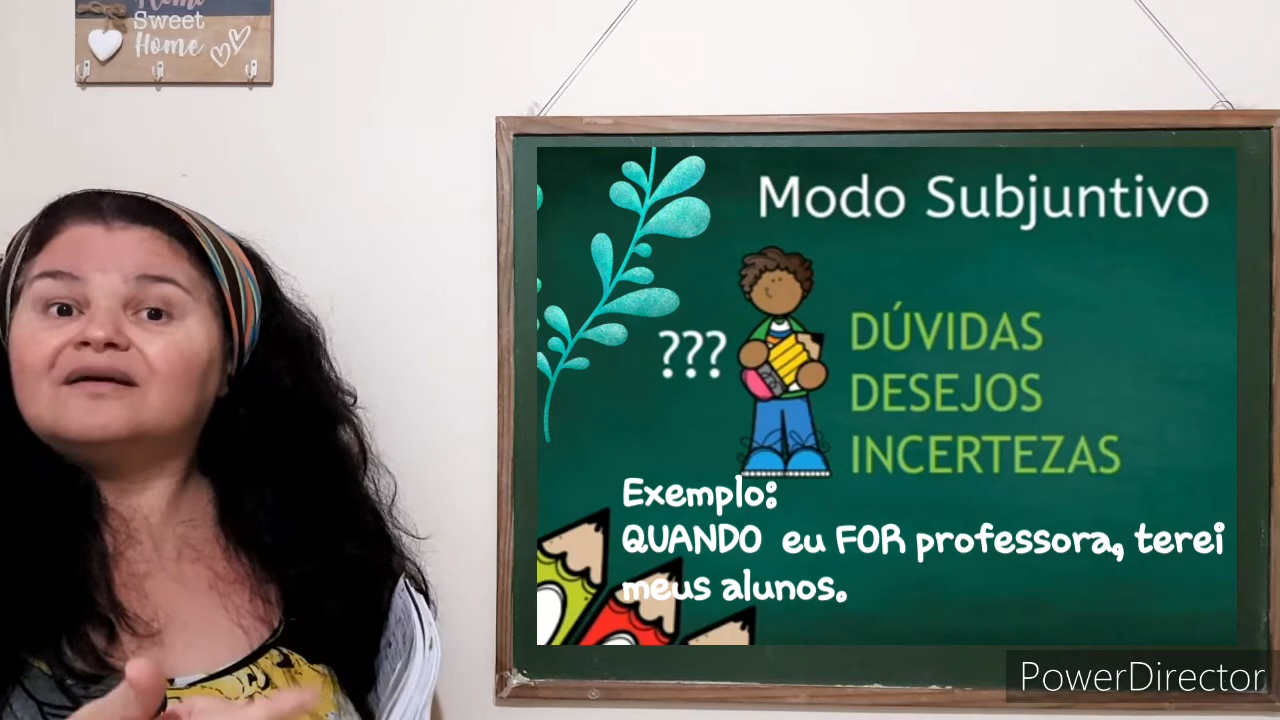 Home
Sweet
Home
Modo Subjuntivo
???
DÚVIDAS
DESEJOS
INCERTEZAS
Exemplo:
QUANDO eu FOR professora, terei
meus alunos.
PowerDirector